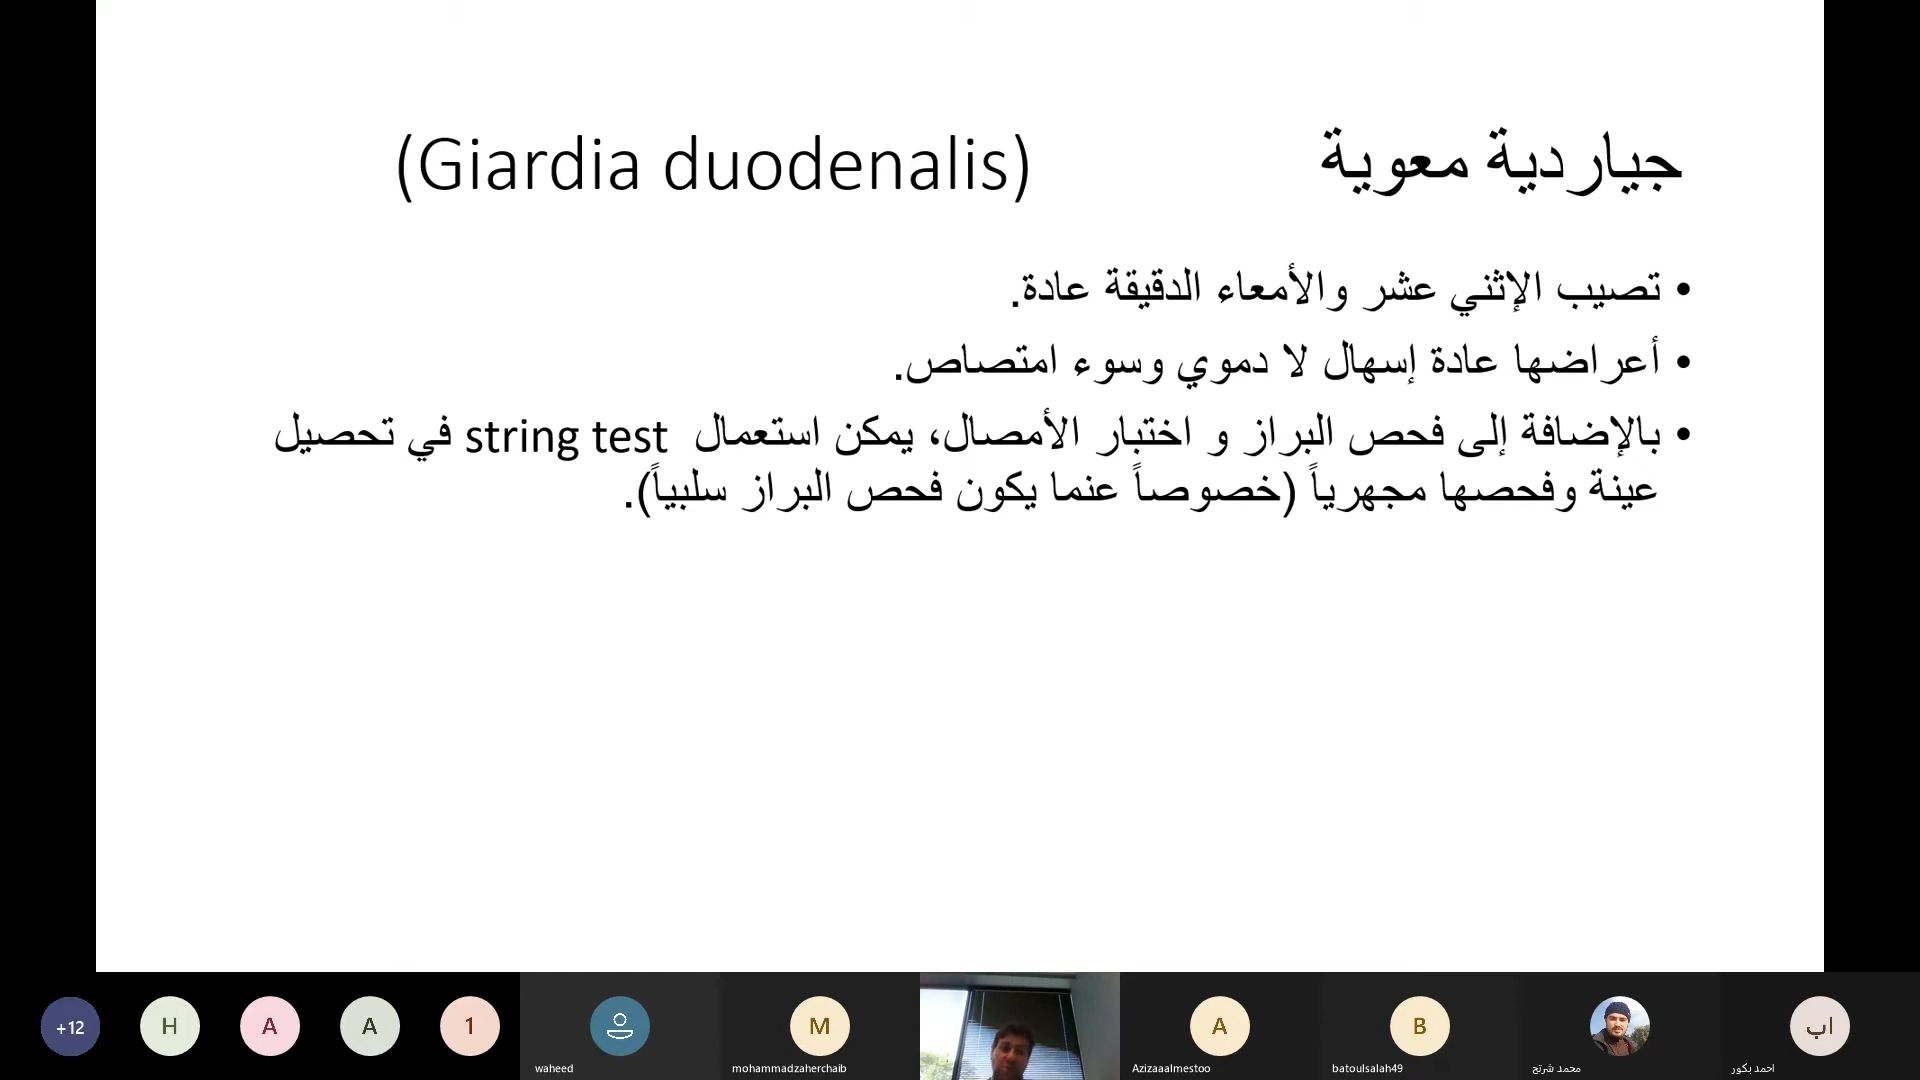 جياردية معوية (Giardia duodenalis)
• تصيب الإثني عشر والأمعاء الدقيقة عادة.
• أعراضها عادة إسهال لا دموي وسوء امتصاص.
• بالإضافة إلى فحص البراز و اختبار الأمصال، يمكن استعمال string test في تحصيل
عينة وفحصها مجهرياً (خصوصاً عنما يكون فحص البراز سلبياً).
+12 H A A 1 M A B اب
waheed mohammadzaherchaib Azizaaalmestoo batoulsalah49 محمد شرتح احمد بكور